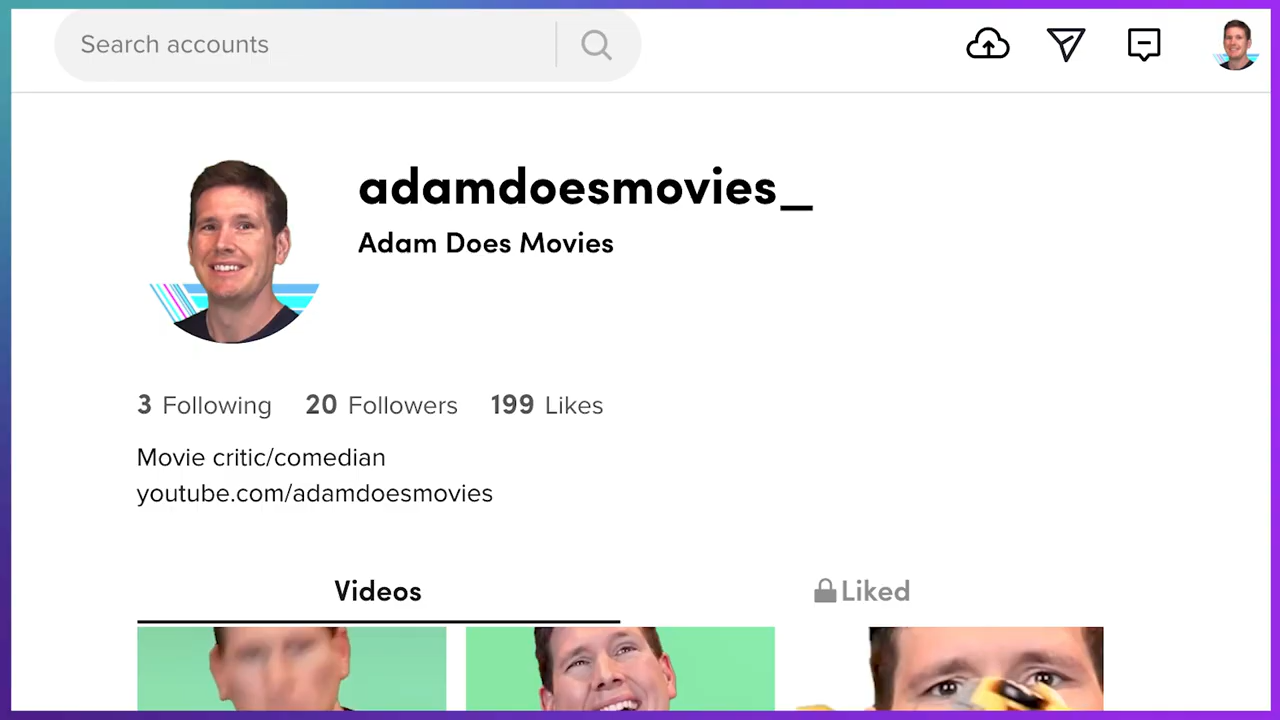 Search accounts
adamdoesmovies_
Adam Does Movies
3 Following 20 Followers 199 Likes
Movie critic/comedian
youtube.com/adamdoesmovies
Videos Liked